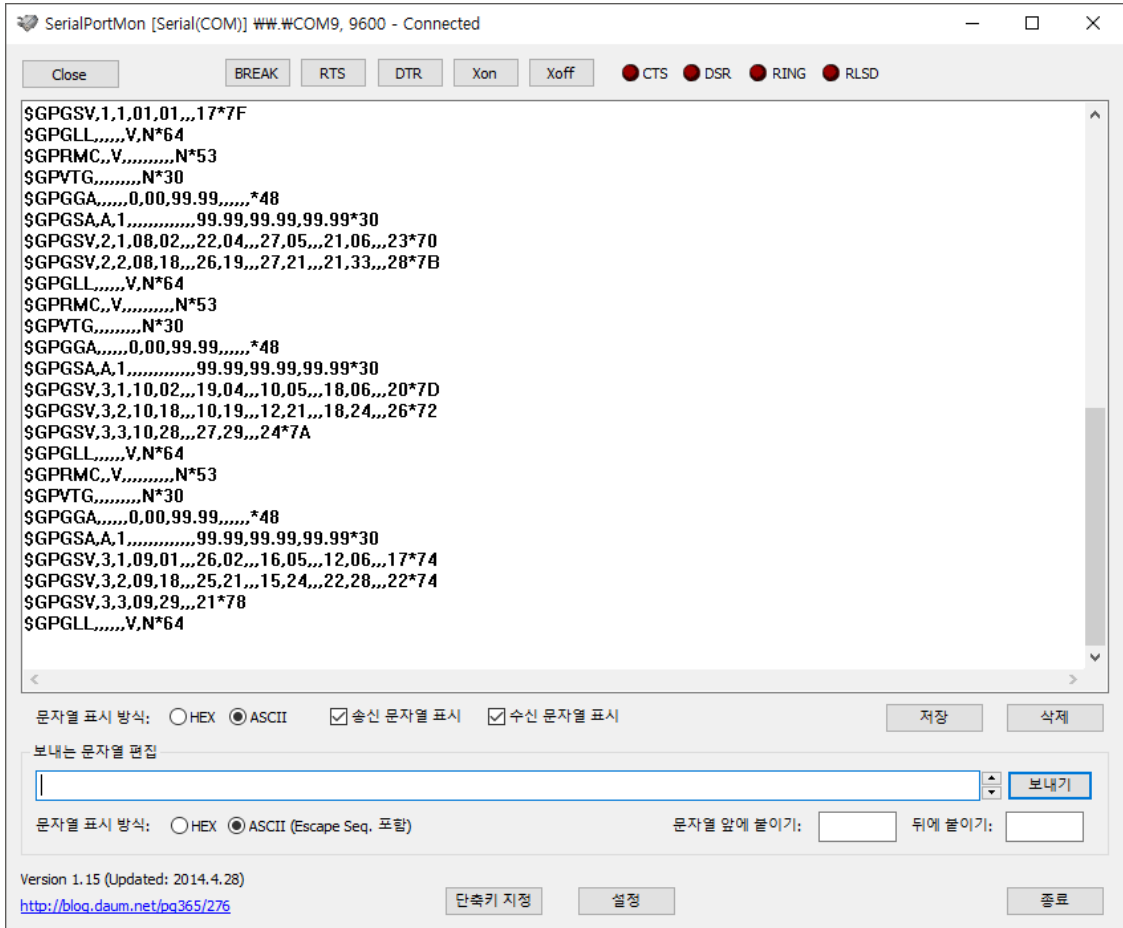 SerialPortMon [Serial(COM)] ₩₩.₩COM9, 9600 - Connected
Close BREAK RTS DTR Xon Xoff CTS DSR RING RLSD
$GPGSV,1,1,01,01,,,17*7F
$GPGLL,,,,,,V,N*64
$GPRMC,,V,,,,,,,,,,N*53
$GPVTG,,,,,,,,,N*30
$GPGGA,,,,,,0,00,99.99,,,,,,*48
$GPGSA,A,1,,,,,,,,,,,,,99.99,99.99,99.99*30
$GPGSV,2,1,08,02,,,22,04,,,27,05,,,21,06,,,23*70
$GPGSV,2,2,08,18,,,26,19,,,27,21,,,21,33,,,28*7B
$GPGLL,,,,,,V,N*64
$GPRMC,,V,,,,,,,,,,N*53
$GPVTG,,,,,,,,,N*30
$GPGGA,,,,,,0,00,99.99,,,,,,*48
$GPGSA,A,1,,,,,,,,,,,,,99.99,99.99,99.99*30
$GPGSV,3,1,10,02,,,19,04,,,10,05,,,18,06,,,20*7D
$GPGSV,3,2,10,18,,,10,19,,,12,21,,,18,24,,,26*72
$GPGSV,3,3,10,28,,,27,29,,,24*7A
$GPGLL,,,,,,V,N*64
$GPRMC,,V,,,,,,,,,,N*53
$GPVTG,,,,,,,,,N*30
$GPGGA,,,,,,0,00,99.99,,,,,,*48
$GPGSA,A,1,,,,,,,,,,,,,99.99,99.99,99.99*30
$GPGSV,3,1,09,01,,,26,02,,,16,05,,,12,06,,,17*74
$GPGSV,3,2,09,18,,,25,21,,,15,24,,,22,28,,,22*74
$GPGSV,3,3,09,29,,,21*78
$GPGLL,,,,,,V,N*64
문자열 표시 방식: HEX ASCII 송신 문자열 표시 수신 문자열 표시 저장 삭제
보내는 문자열 편집
보내기
문자열 표시 방식: HEX ASCII (Escape Seq. 포함) 문자열 앞에 붙이기: 뒤에 붙이기:
Version 1.15 (Updated: 2014.4.28)
http://blog.daum.net/pg365/276 단축키 지정 설정 종료